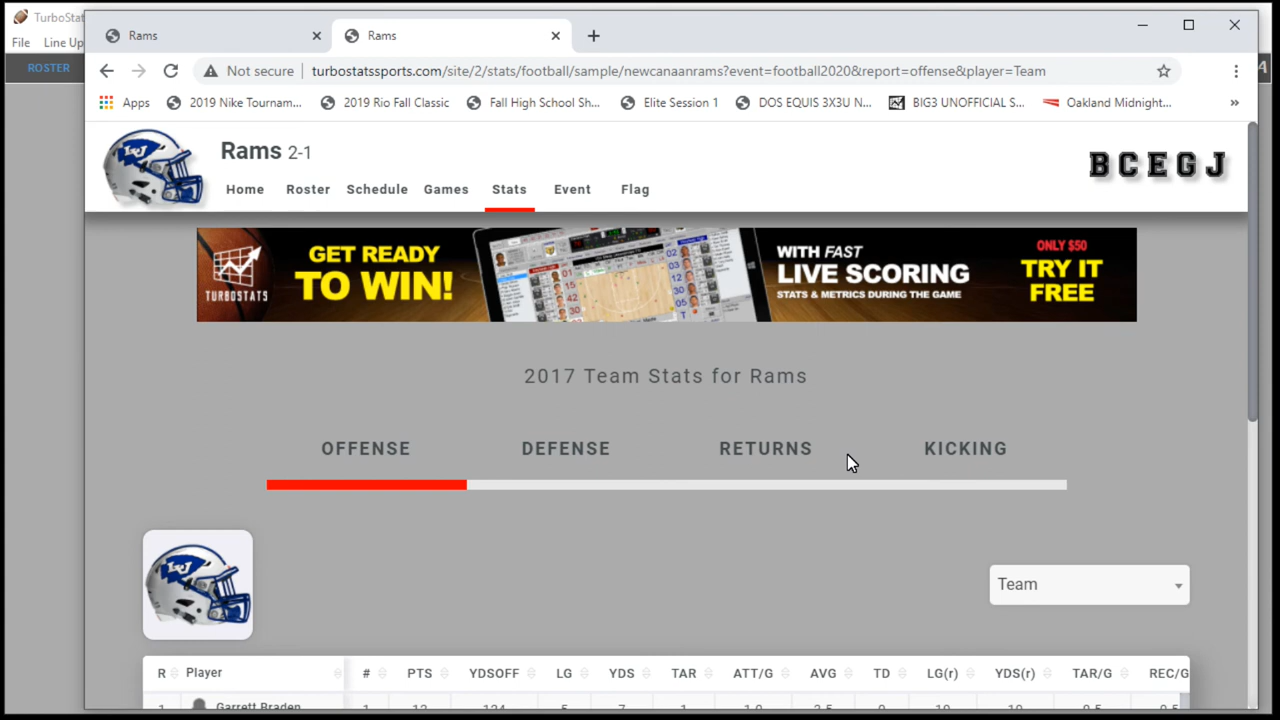 TurboStat
File Line Up
ROSTER
Rams
Rams
Not secure turbostatssports.com/site/2/stats/football/sample/newcanaanrams?event=football2020&report=offense&player=Team
Apps 2019 Nike Tournam... 2019 Rio Fall Classic Fall High School Sh... Elite Session 1 DOS EQUIS 3X3U N... BIG3 UNOFFICIAL S... Oakland Midnight... »
Rams 2-1
BCEGJ
Home Roster Schedule Games Stats Event Flag
TURBOSTATS
GET READY
TO WIN!
WITH FAST
LIVE SCORING
STATS & METRICS DURING THE GAME
ONLY $50
TRY IT
FREE
2017 Team Stats for Rams
OFFENSE DEFENSE RETURNS KICKING
LJ
Team
R Player # PTS YDSOFF LG YDS TAR ATT/G AVG TD LG(r) YDS(r) TAR/G REC/G
Garrett Braden